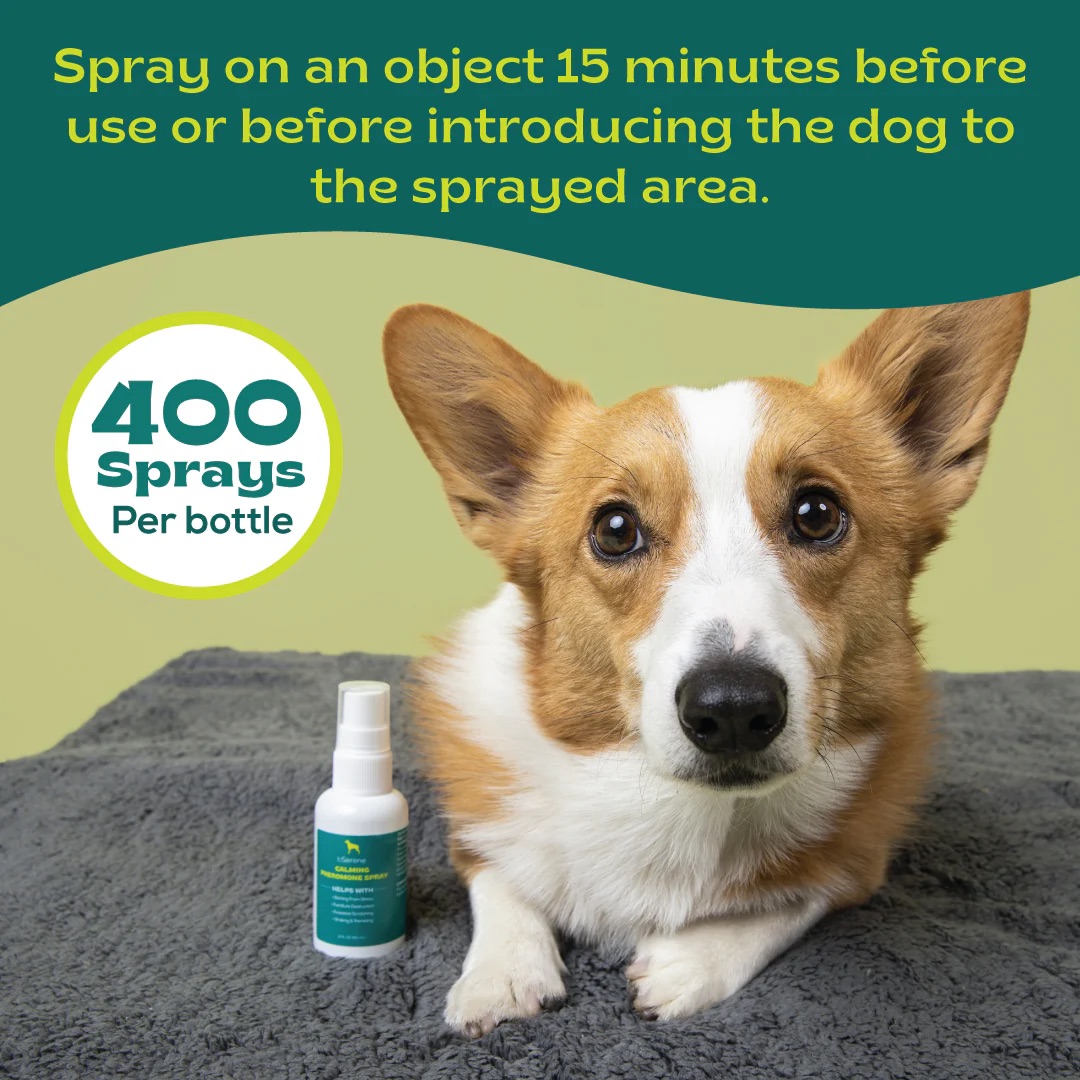 Spray on an object 15 minutes before
use or before introducing the dog to
the sprayed area.
400
Sprays
Per bottle
CALMING
PHEROMONE SPRAY
HELPS WITH